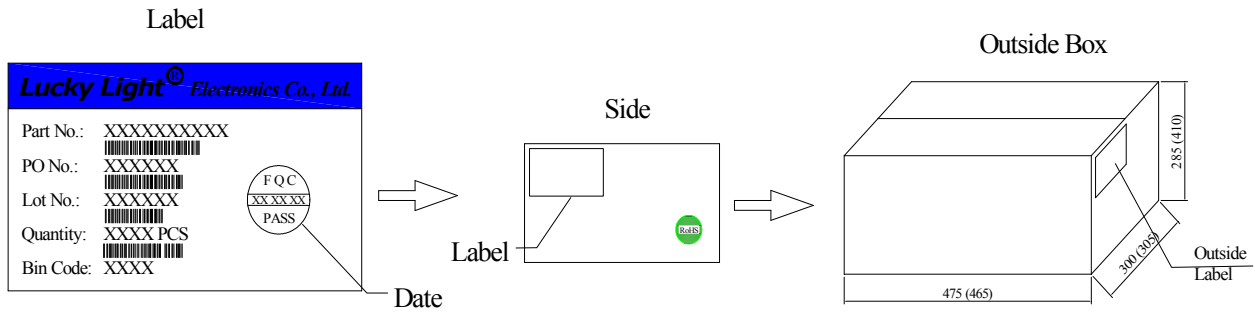 Label
Lucky Light® Electronics Co., Ltd.
Part No.: XXXXXXXXXX
PO No.: XXXXXX
Lot No.: XXXXXX
Quantity: XXXX PCS
Bin Code: XXXX
FQC
XX XX XX
PASS
Date
Side
RoHS
Label
Outside Box
285 (410)
300 (305)
475 (465)
Outside
Label